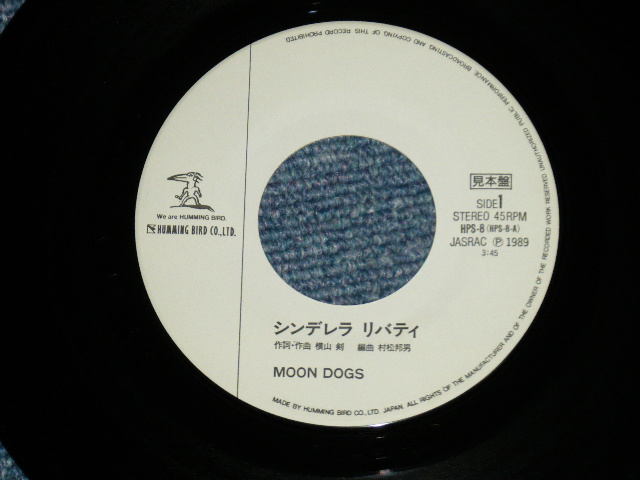 We are HUMMING BIRD.
HUMMING BIRD CO.,LTD.
見本盤
SIDE1
STEREO 45RPM
HPS-8 (HPS-8-A)
JASRAC Ⓟ 1989
3:45
シンデレラ リバティ
作詞・作曲 横山 剣 編曲 村松邦男
MOON DOGS
MADE BY HUMMING BIRD CO., LTD. JAPAN. ALL RIGHTS OF THE MANUFACTURER AND OF THE OWNER OF THE RECORDED WORK RESERVED. UNAUTHORIZED PUBLIC PERFORMANCE, BROADCASTING AND COPYING OF THIS RECORD PROHIBITED.